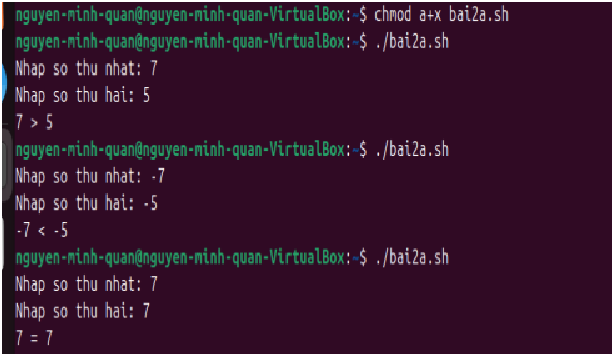 nguyen-minh-quan@nguyen-minh-quan-VirtualBox:~$ chmod a+x bai2a.sh
nguyen-minh-quan@nguyen-minh-quan-VirtualBox:~$ ./bai2a.sh
Nhap so thu nhat: 7
Nhap so thu hai: 5
7 > 5
nguyen-minh-quan@nguyen-minh-quan-VirtualBox:~$ ./bai2a.sh
Nhap so thu nhat: -7
Nhap so thu hai: -5
-7 < -5
nguyen-minh-quan@nguyen-minh-quan-VirtualBox:~$ ./bai2a.sh
Nhap so thu nhat: 7
Nhap so thu hai: 7
7 = 7